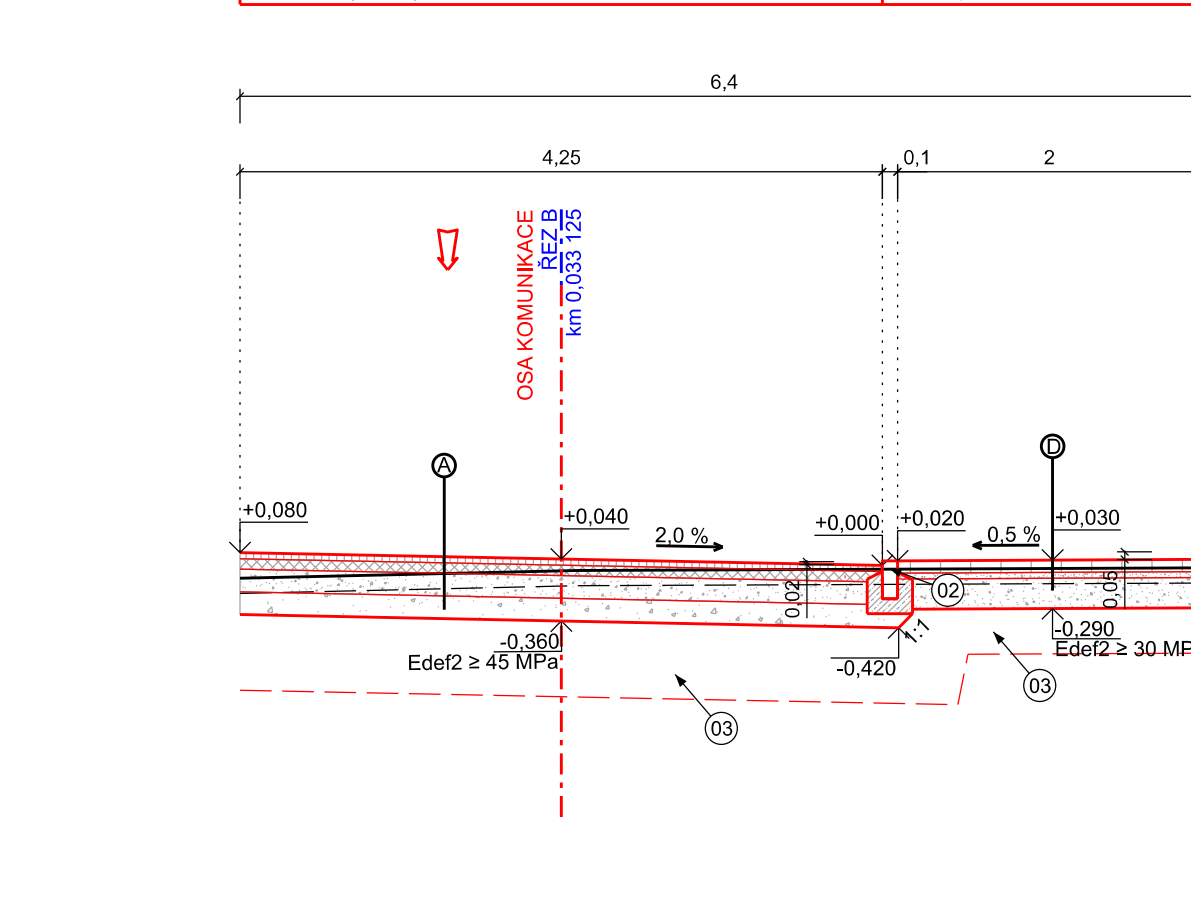 6,4
4,25
0,1
2
OSA KOMUNIKACE
ŘEZ B
km 0,033 125
A
D
+0,080
+0,040
2,0 %
+0,000
+0,020
0,5 %
+0,030
0,02
02
0,05
1:1
-0,360
Edef2 ≥ 45 MPa
-0,420
-0,290
Edef2 ≥ 30 MP
03
03